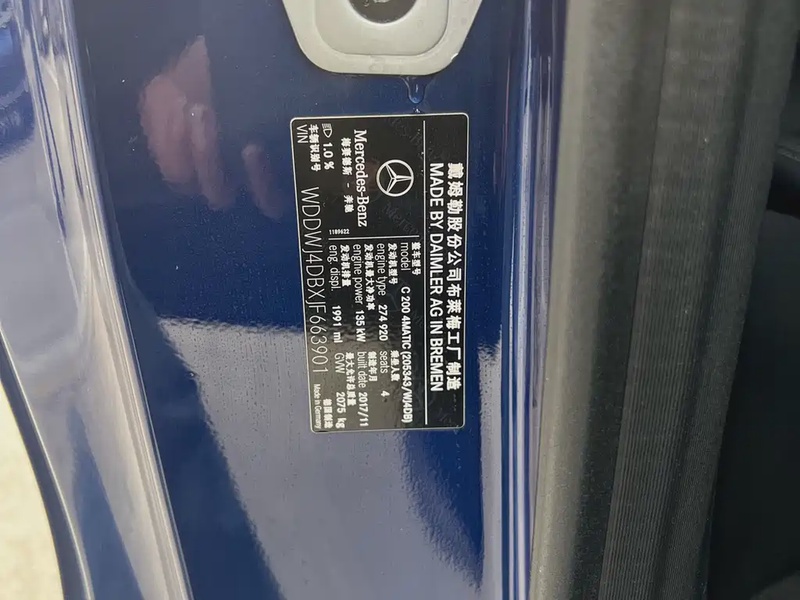 戴姆勒股份公司布莱梅工厂制造
MADE BY DAIMLER AG IN BREMEN
整车型号
model C 200 4MATIC (205343/WJ4DB)
发动机型号 乘坐人数
engine type 274 920 seats 4
发动机最大净功率 制造年月
engine power 135 kW built date 2017/11
发动机排量 最大允许总质量
eng. displ. 1991 ml GVW 2075 kg
Mercedes-Benz
梅赛德斯 - 奔驰
1189622
1.0 %
车辆识别号
VIN WDDWJ4DBXJF663901
德国制造
Made in Germany